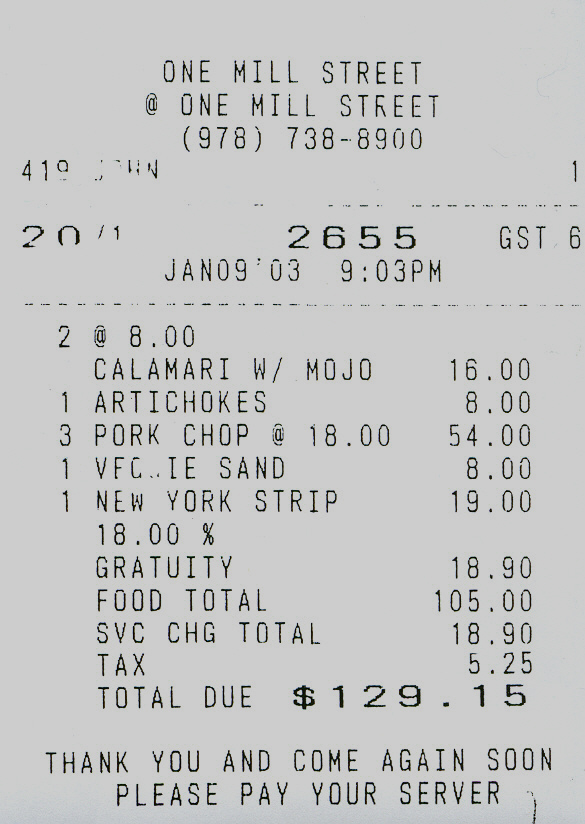 ONE MILL STREET
@ ONE MILL STREET
(978) 738-8900
419 JOHN 1
20/1 2655 GST 6
JAN09'03 9:03PM
2 @ 8.00
CALAMARI W/ MOJO 16.00
1 ARTICHOKES 8.00
3 PORK CHOP @ 18.00 54.00
1 VEGGIE SAND 8.00
1 NEW YORK STRIP 19.00
18.00 %
GRATUITY 18.90
FOOD TOTAL 105.00
SVC CHG TOTAL 18.90
TAX 5.25
TOTAL DUE $129.15
THANK YOU AND COME AGAIN SOON
PLEASE PAY YOUR SERVER